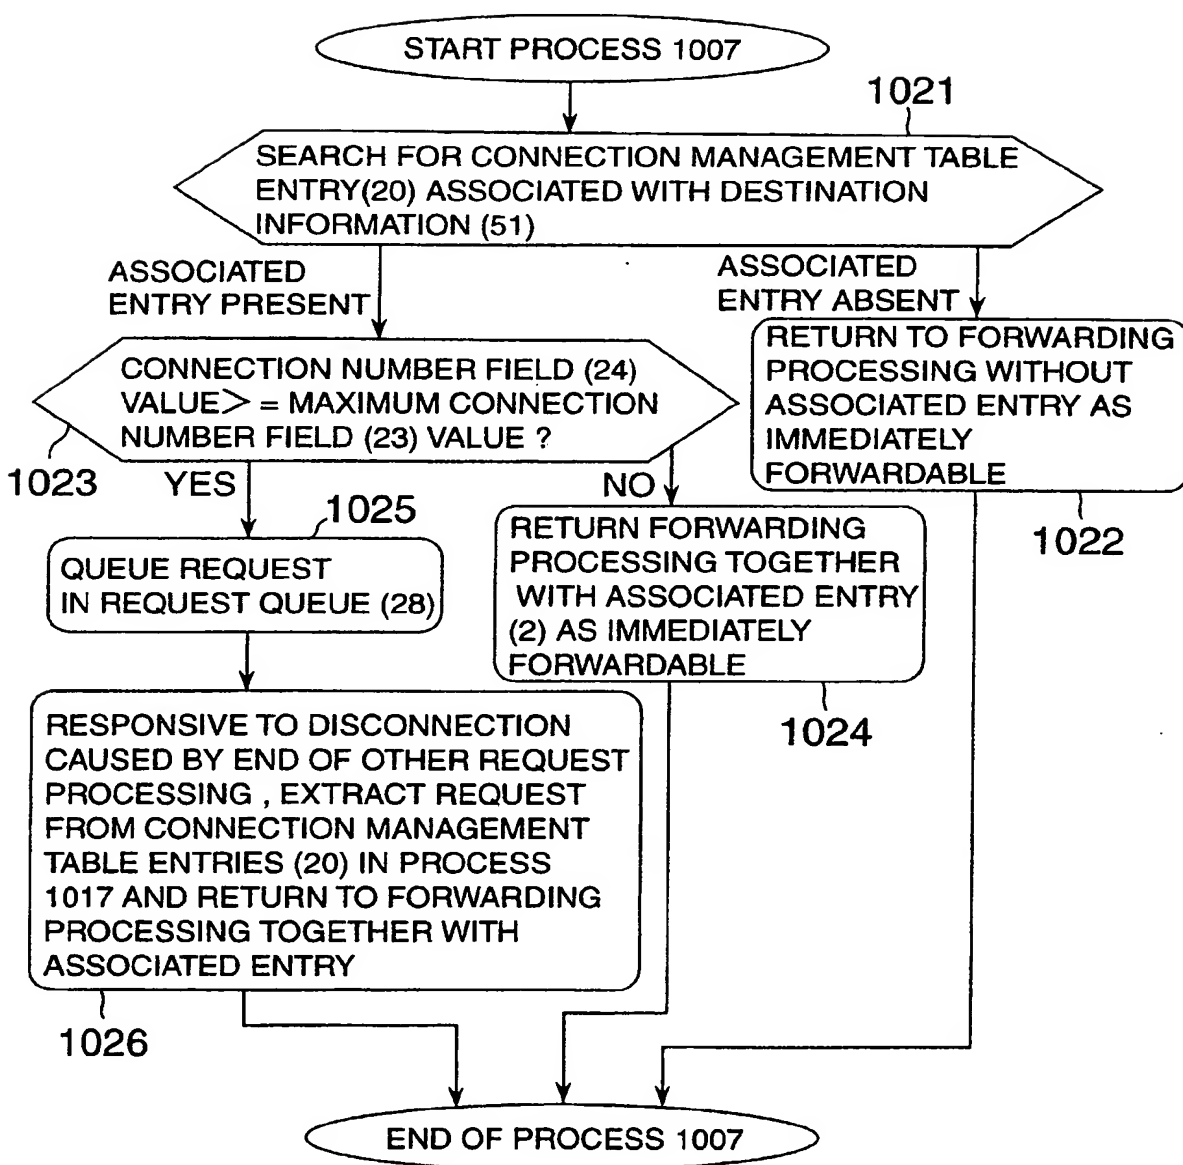 START PROCESS 1007
1021
SEARCH FOR CONNECTION MANAGEMENT TABLE
ENTRY(20) ASSOCIATED WITH DESTINATION
INFORMATION (51)
ASSOCIATED
ENTRY PRESENT
ASSOCIATED
ENTRY ABSENT
CONNECTION NUMBER FIELD (24)
VALUE> = MAXIMUM CONNECTION
NUMBER FIELD (23) VALUE ?
1023
YES
NO
RETURN TO FORWARDING
PROCESSING WITHOUT
ASSOCIATED ENTRY AS
IMMEDIATELY
FORWARDABLE
1022
1025
QUEUE REQUEST
IN REQUEST QUEUE (28)
RETURN FORWARDING
PROCESSING TOGETHER
WITH ASSOCIATED ENTRY
(2) AS IMMEDIATELY
FORWARDABLE
1024
RESPONSIVE TO DISCONNECTION
CAUSED BY END OF OTHER REQUEST
PROCESSING , EXTRACT REQUEST
FROM CONNECTION MANAGEMENT
TABLE ENTRIES (20) IN PROCESS
1017 AND RETURN TO FORWARDING
PROCESSING TOGETHER WITH
ASSOCIATED ENTRY
1026
END OF PROCESS 1007